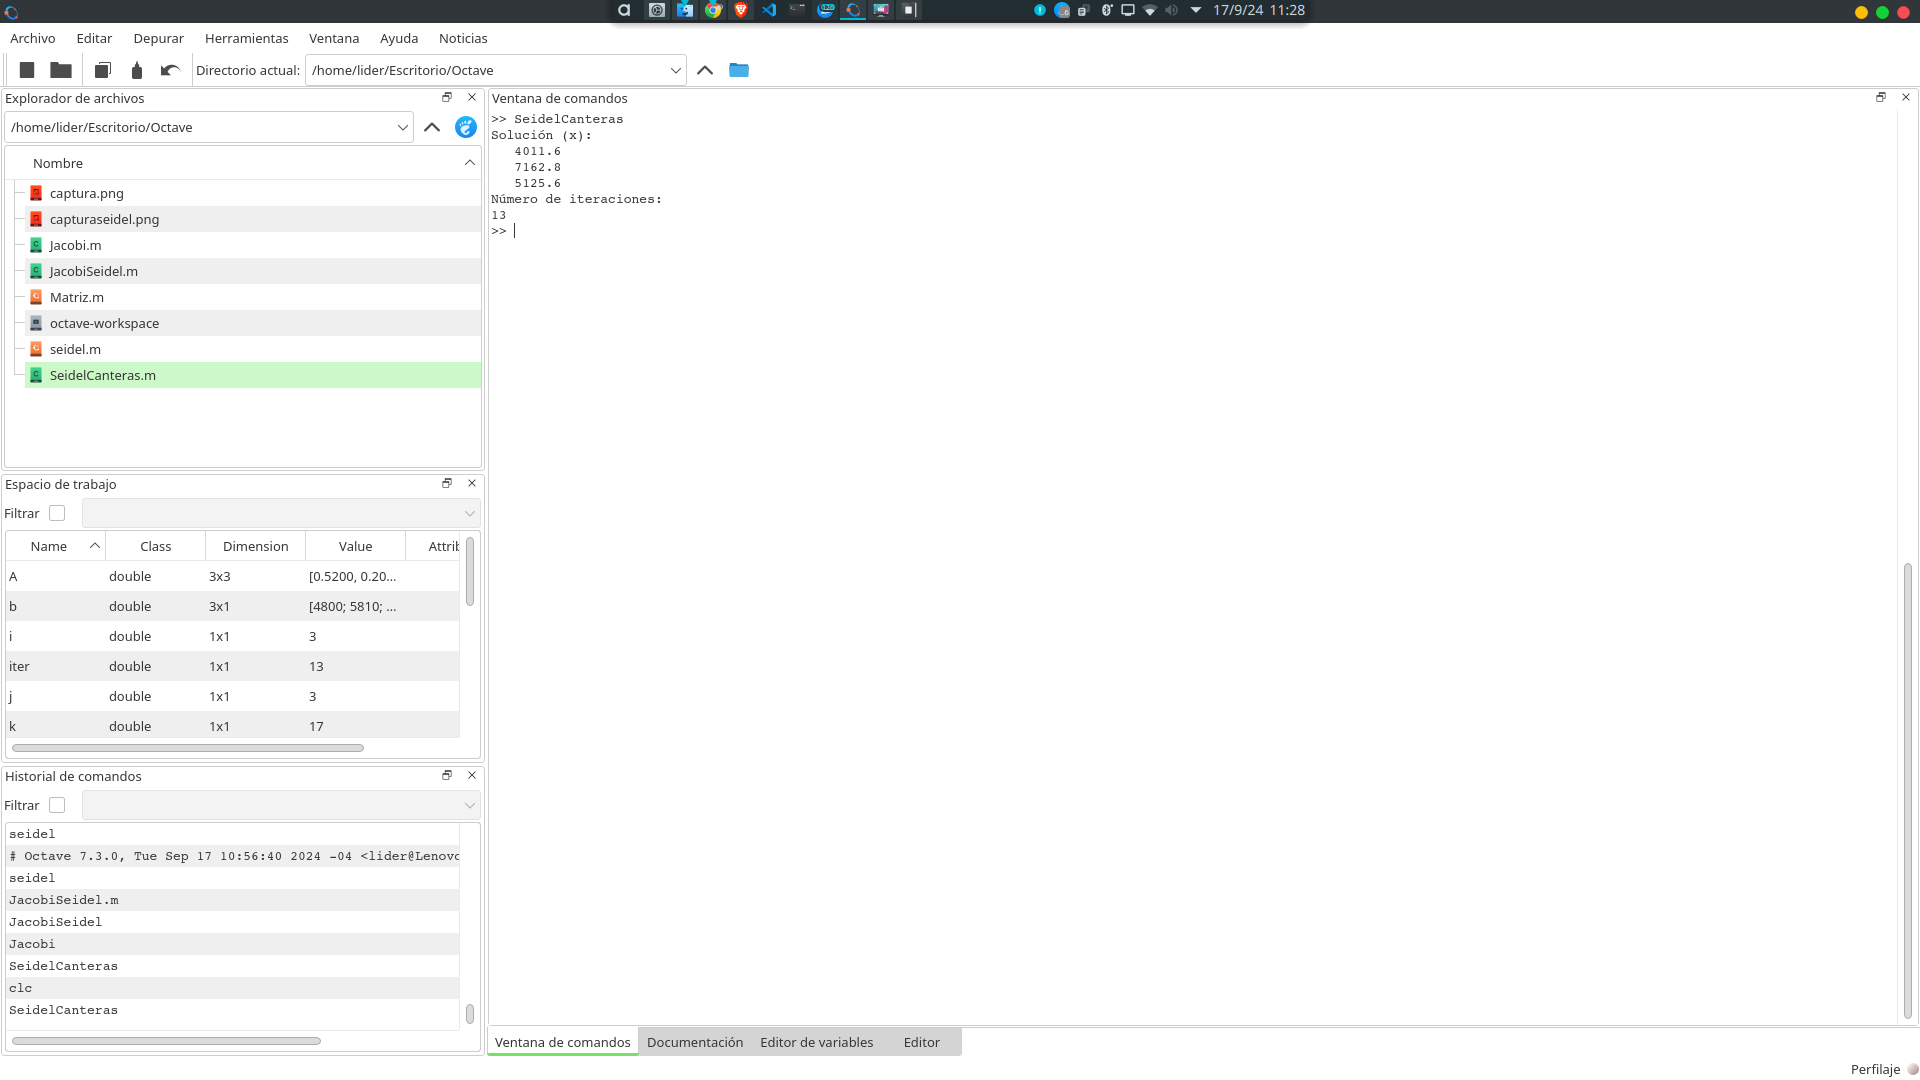 17/9/24 11:28
Archivo Editar Depurar Herramientas Ventana Ayuda Noticias
Directorio actual: /home/lider/Escritorio/Octave
Explorador de archivos
/home/lider/Escritorio/Octave
Nombre
captura.png
capturaseidel.png
Jacobi.m
JacobiSeidel.m
Matriz.m
octave-workspace
seidel.m
SeidelCanteras.m
Espacio de trabajo
Filtrar
Name Class Dimension Value Attrib
A double 3x3 [0.5200, 0.20...
b double 3x1 [4800; 5810; ...
i double 1x1 3
iter double 1x1 13
j double 1x1 3
k double 1x1 17
Historial de comandos
Filtrar
seidel
# Octave 7.3.0, Tue Sep 17 10:56:40 2024 -04 <lider@Lenovo
seidel
JacobiSeidel.m
JacobiSeidel
Jacobi
SeidelCanteras
clc
SeidelCanteras
Ventana de comandos
>> SeidelCanteras
Solución (x):
4011.6
7162.8
5125.6
Número de iteraciones:
13
>>
Ventana de comandos Documentación Editor de variables Editor
Perfilaje